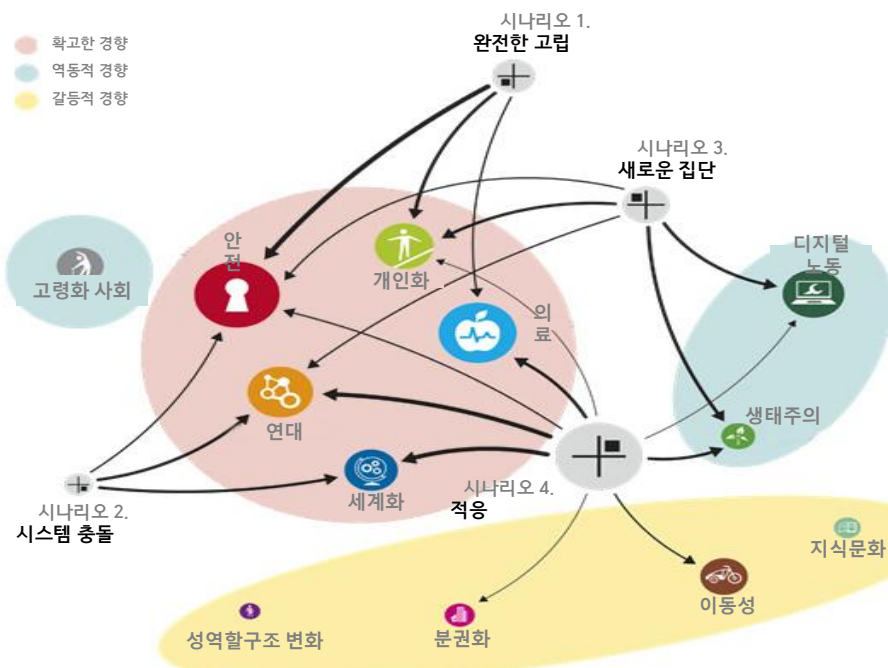 시나리오 1.
완전한 고립
확고한 경향
역동적 경향
갈등적 경향
시나리오 3.
새로운 집단
안
전
개인화
디지털
노동
고령화 사회
의
료
연대
생태주의
세계화
시나리오 4.
적응
시나리오 2.
시스템 충돌
지식문화
이동성
성역할구조 변화
분권화